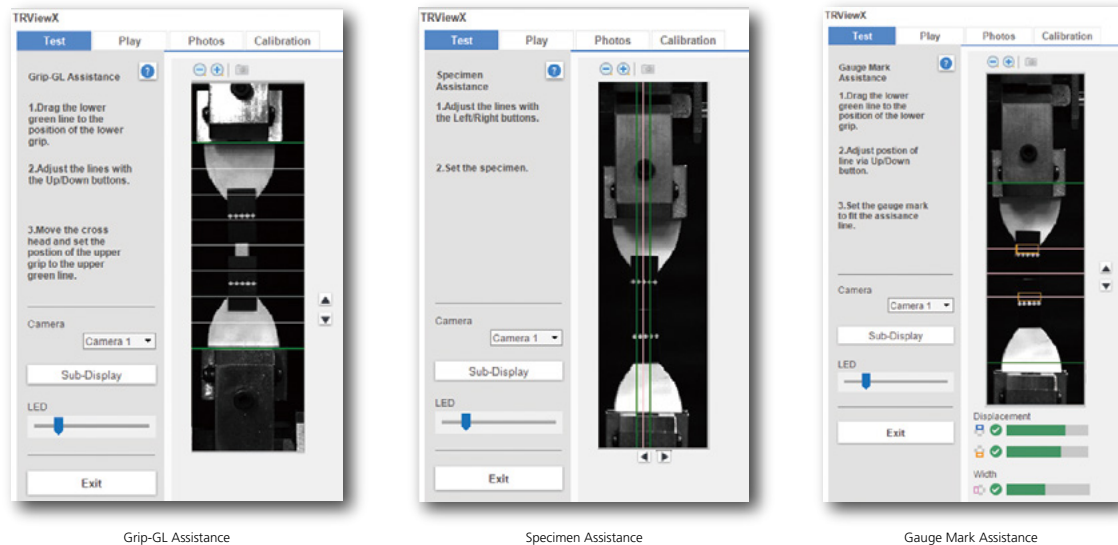 TRViewX
Test Play Photos Calibration
Grip-GL Assistance ?
1.Drag the lower
green line to the
position of the lower
grip.
2.Adjust the lines with
the Up/Down buttons.
3.Move the cross
head and set the
postion of the upper
grip to the upper
green line.
Camera
Camera 1
Sub-Display
LED
Exit
Grip-GL Assistance
TRViewX
Test Play Photos Calibration
Specimen
Assistance ?
1.Adjust the lines with
the Left/Right buttons.
2.Set the specimen.
Camera
Camera 1
Sub-Display
LED
Exit
Specimen Assistance
TRViewX
Test Play Photos Calibration
Gauge Mark
Assistance ?
1.Drag the lower
green line to the
position of the lower
grip.
2.Adjust postion of
line via Up/Down
button.
3.Set the gauge mark
to fit the assisance
line.
Camera
Camera 1
Sub-Display
LED
Exit
Displacement
Width
Gauge Mark Assistance